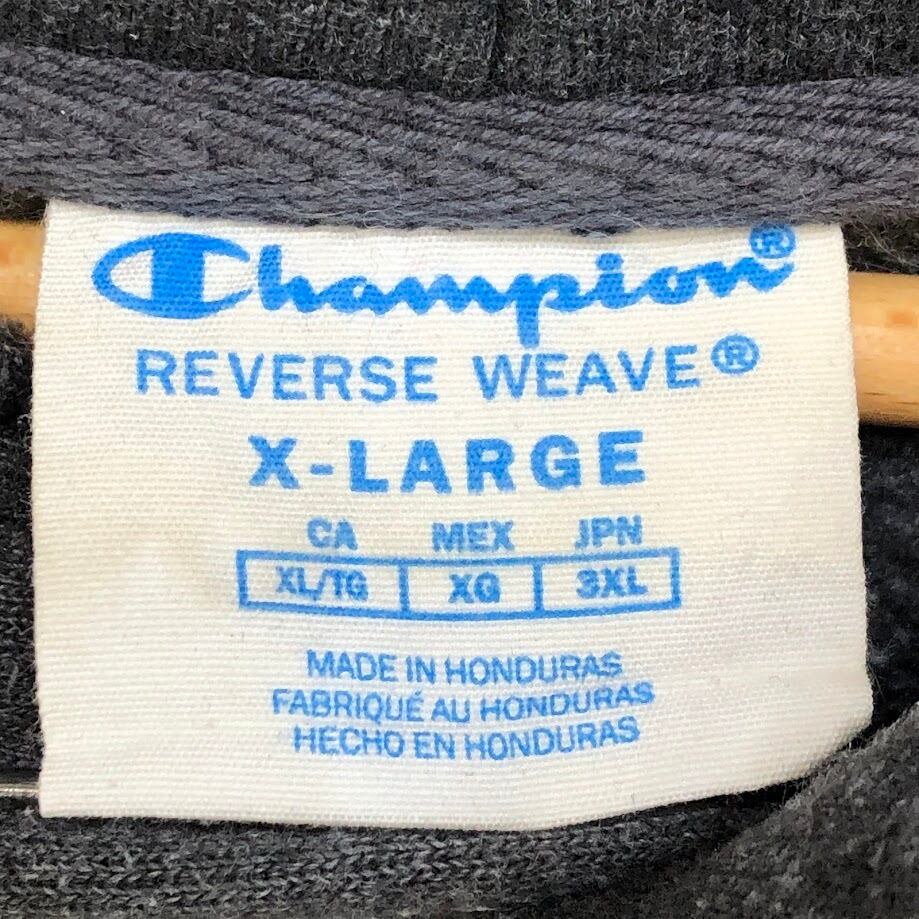 Champion®
REVERSE WEAVE®
X-LARGE
CA MEX JPN
XL/TG XG 3XL
MADE IN HONDURAS
FABRIQUÉ AU HONDURAS
HECHO EN HONDURAS